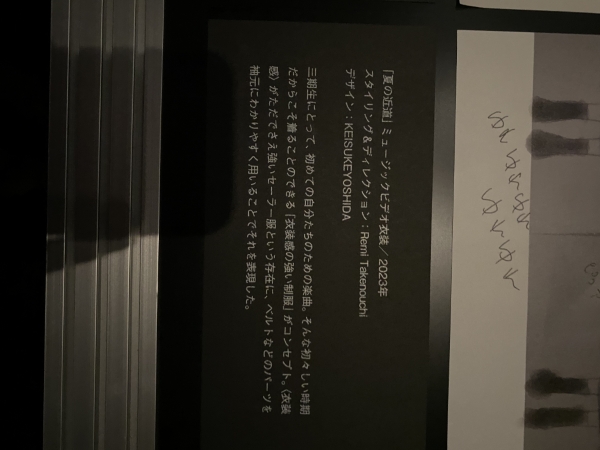 ゆれ ゆれ ゆれ
ゆれ ゆれ
「夏の近道」ミュージックビデオ衣装／2023年
スタイリング＆ディレクション：Remi Takenouchi
デザイン：KEISUKEYOSHIDA
三期生にとって、初めての自分たちのための楽曲。そんな初々しい時期
だからこそ着ることのできる「衣装感の強い制服」がコンセプト。〈衣装
感〉がただでさえ強いセーラー服という存在に、ベルトなどのパーツを
袖元にわかりやすく用いることでそれを表現した。